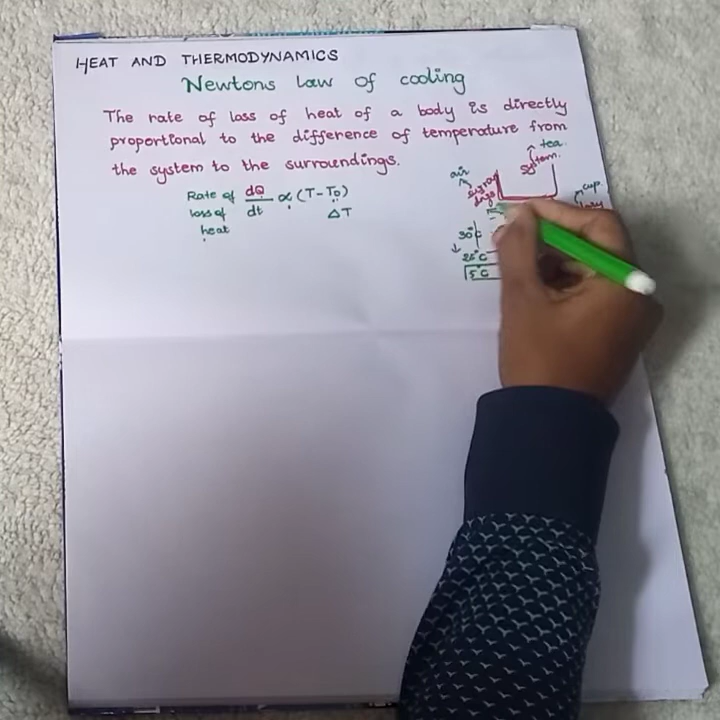 HEAT AND THERMODYNAMICS
Newtons law of cooling
The rate of loss of heat of a body is directly
proportional to the difference of temperature from
the system to the surroundings.
Rate of dQ/dt ∝ (T-T0)
loss of
heat
ΔT
air
tea.
system.
cup
30°c
25°c
5°c